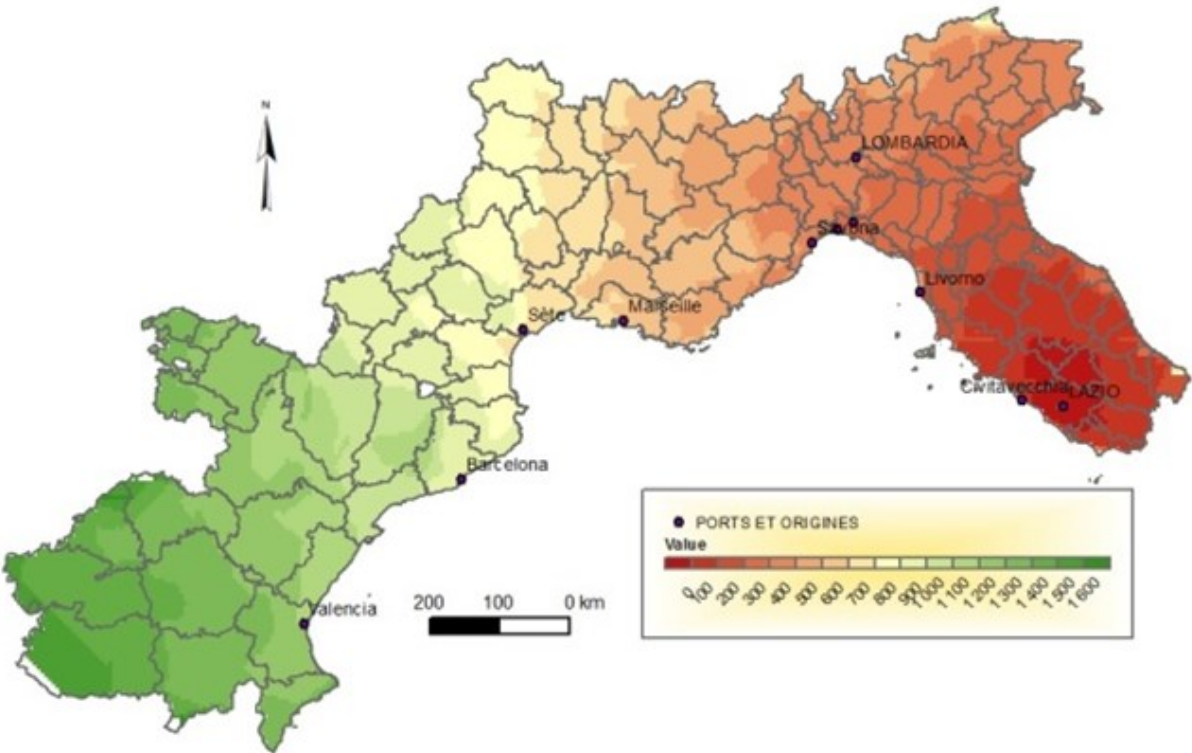 N
LOMBARDIA
Savona
Livorno
Marseille
Sète
Civitavecchia
LAZIO
Barcelona
PORTS ET ORIGINES
Value
0 100 200 300 400 500 600 700 800 900 1 000 1 100 1 200 1 300 1 400 1 500 1 600
Valencia
200 100 0 km